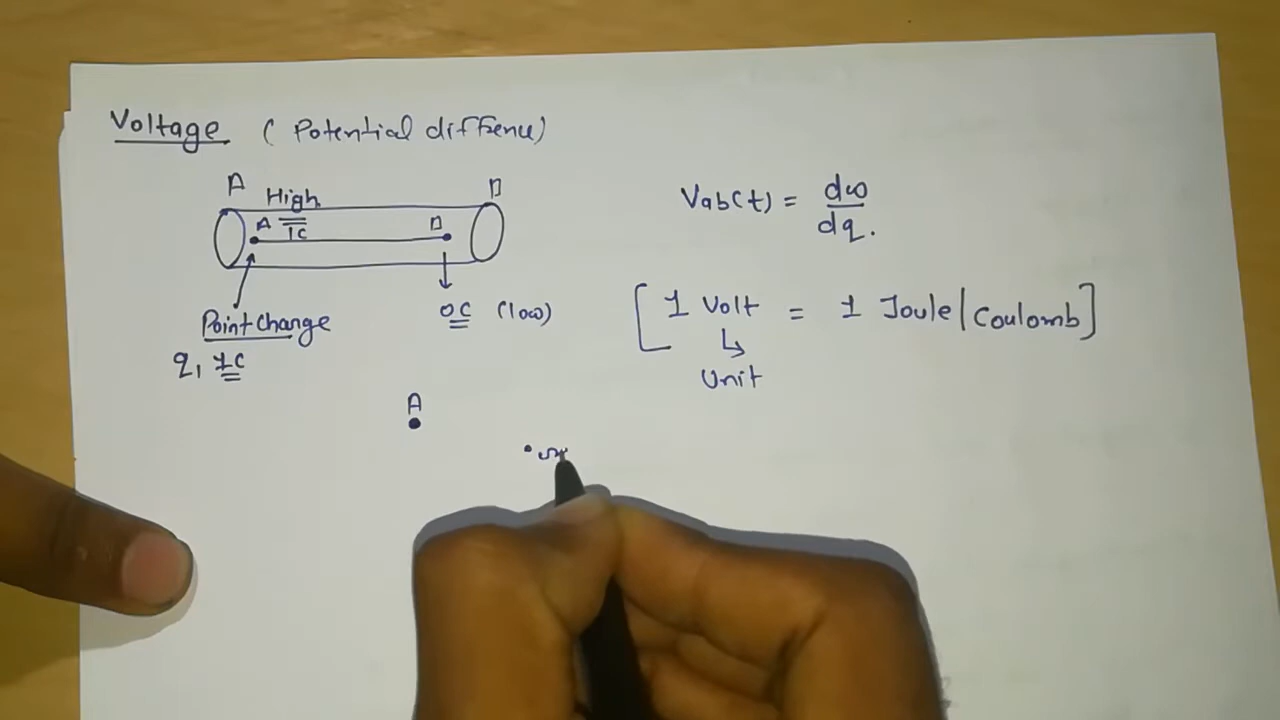 Voltage (Potential diffrenu)
A B
High
A 1C B
Point Change
q, 1C
0C (low)
Vab(t) = dw
dq.
[1 Volt = 1 Joule|Coulomb]
Unit
A